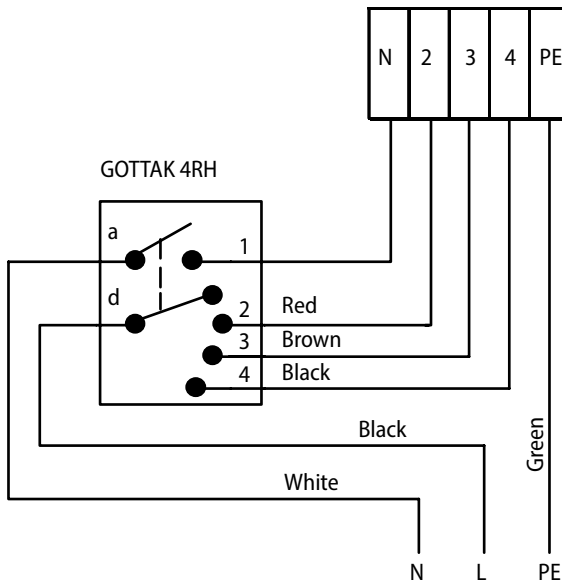 N 2 3 4 PE
GOTTAK 4RH
a
1
d
2 Red
3 Brown
4 Black
Black
Green
White
N L PE